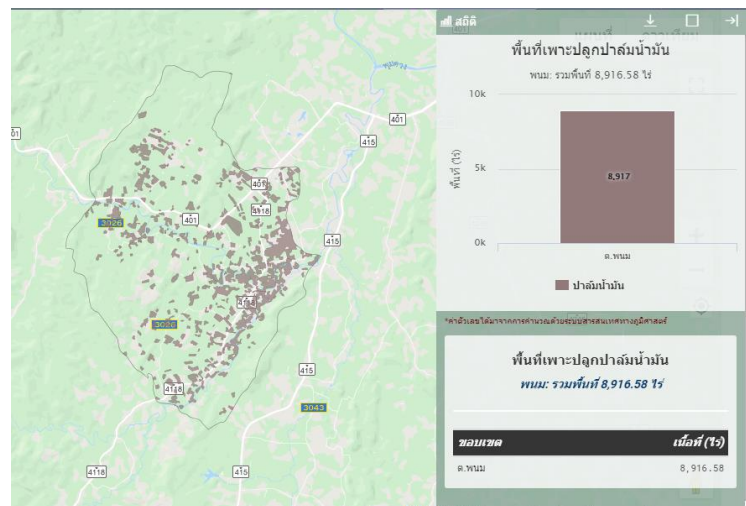 สถิติ
พื้นที่เพาะปลูกปาล์มน้ำมัน
พนม: รวมพื้นที่ 8,916.58 ไร่
10k
5k
0k
พื้นที่ (ไร่)
8,917
ต.พนม
ปาล์มน้ำมัน
*ค่าตัวเลขได้มาจากการคำนวณด้วยระบบสารสนเทศทางภูมิศาสตร์
พื้นที่เพาะปลูกปาล์มน้ำมัน
พนม: รวมพื้นที่ 8,916.58 ไร่
ขอบเขต เนื้อที่ (ไร่)
ต.พนม 8,916.58
401
415
401
4118
401
3026
415
4118
415
4118
3043
4118
415